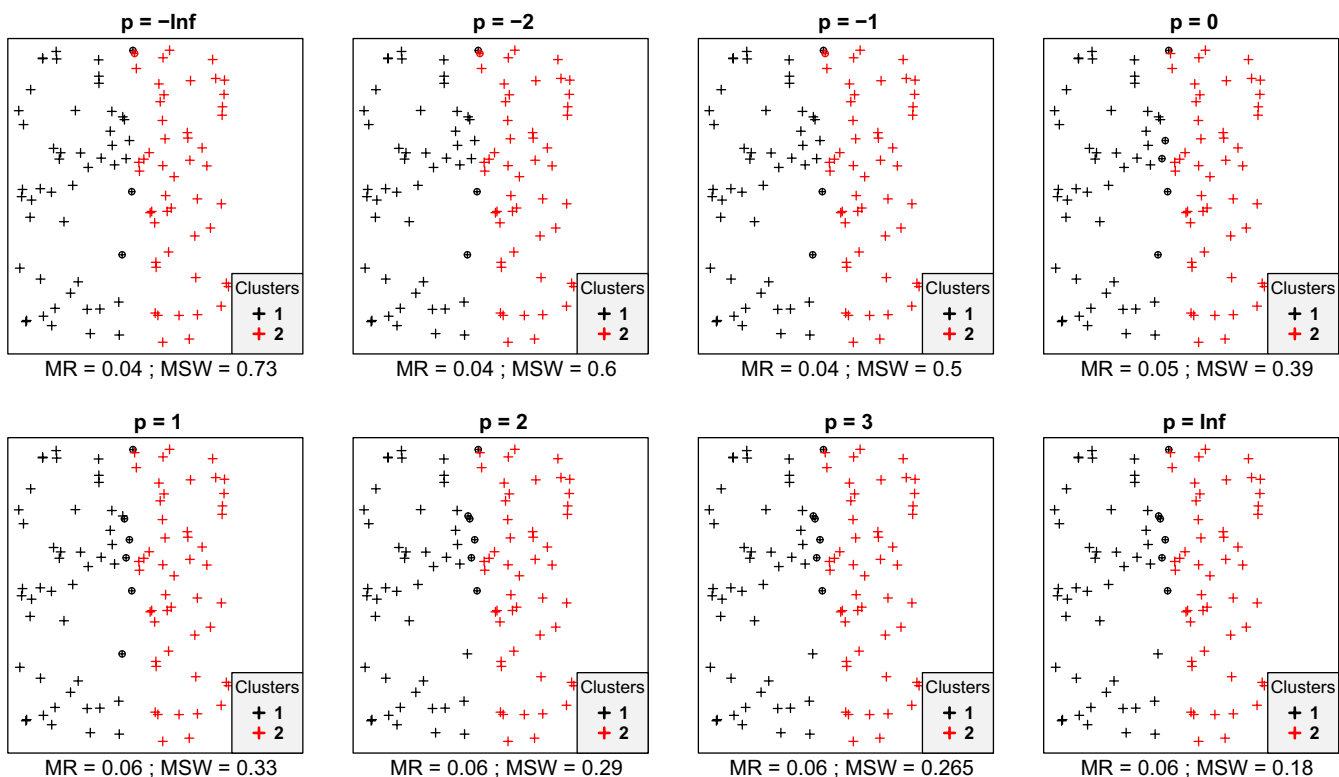 p = −Inf
p = −2
p = −1
p = 0
Clusters
1
2
Clusters
1
2
Clusters
1
2
Clusters
1
2
MR = 0.04 ; MSW = 0.73
MR = 0.04 ; MSW = 0.6
MR = 0.04 ; MSW = 0.5
MR = 0.05 ; MSW = 0.39
p = 1
p = 2
p = 3
p = Inf
Clusters
1
2
Clusters
1
2
Clusters
1
2
Clusters
1
2
MR = 0.06 ; MSW = 0.33
MR = 0.06 ; MSW = 0.29
MR = 0.06 ; MSW = 0.265
MR = 0.06 ; MSW = 0.18